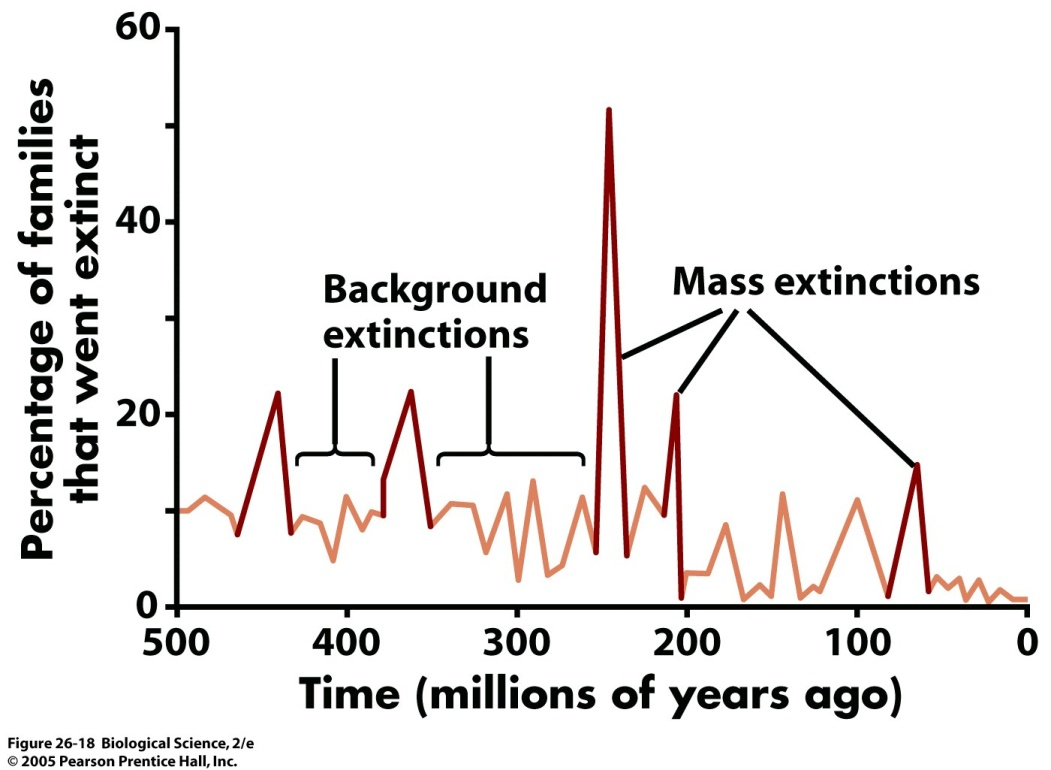 60
40
20
0
Percentage of families
that went extinct
Background
extinctions
Mass extinctions
500
400
300
200
100
0
Time (millions of years ago)
Figure 26-18 Biological Science, 2/e
© 2005 Pearson Prentice Hall, Inc.